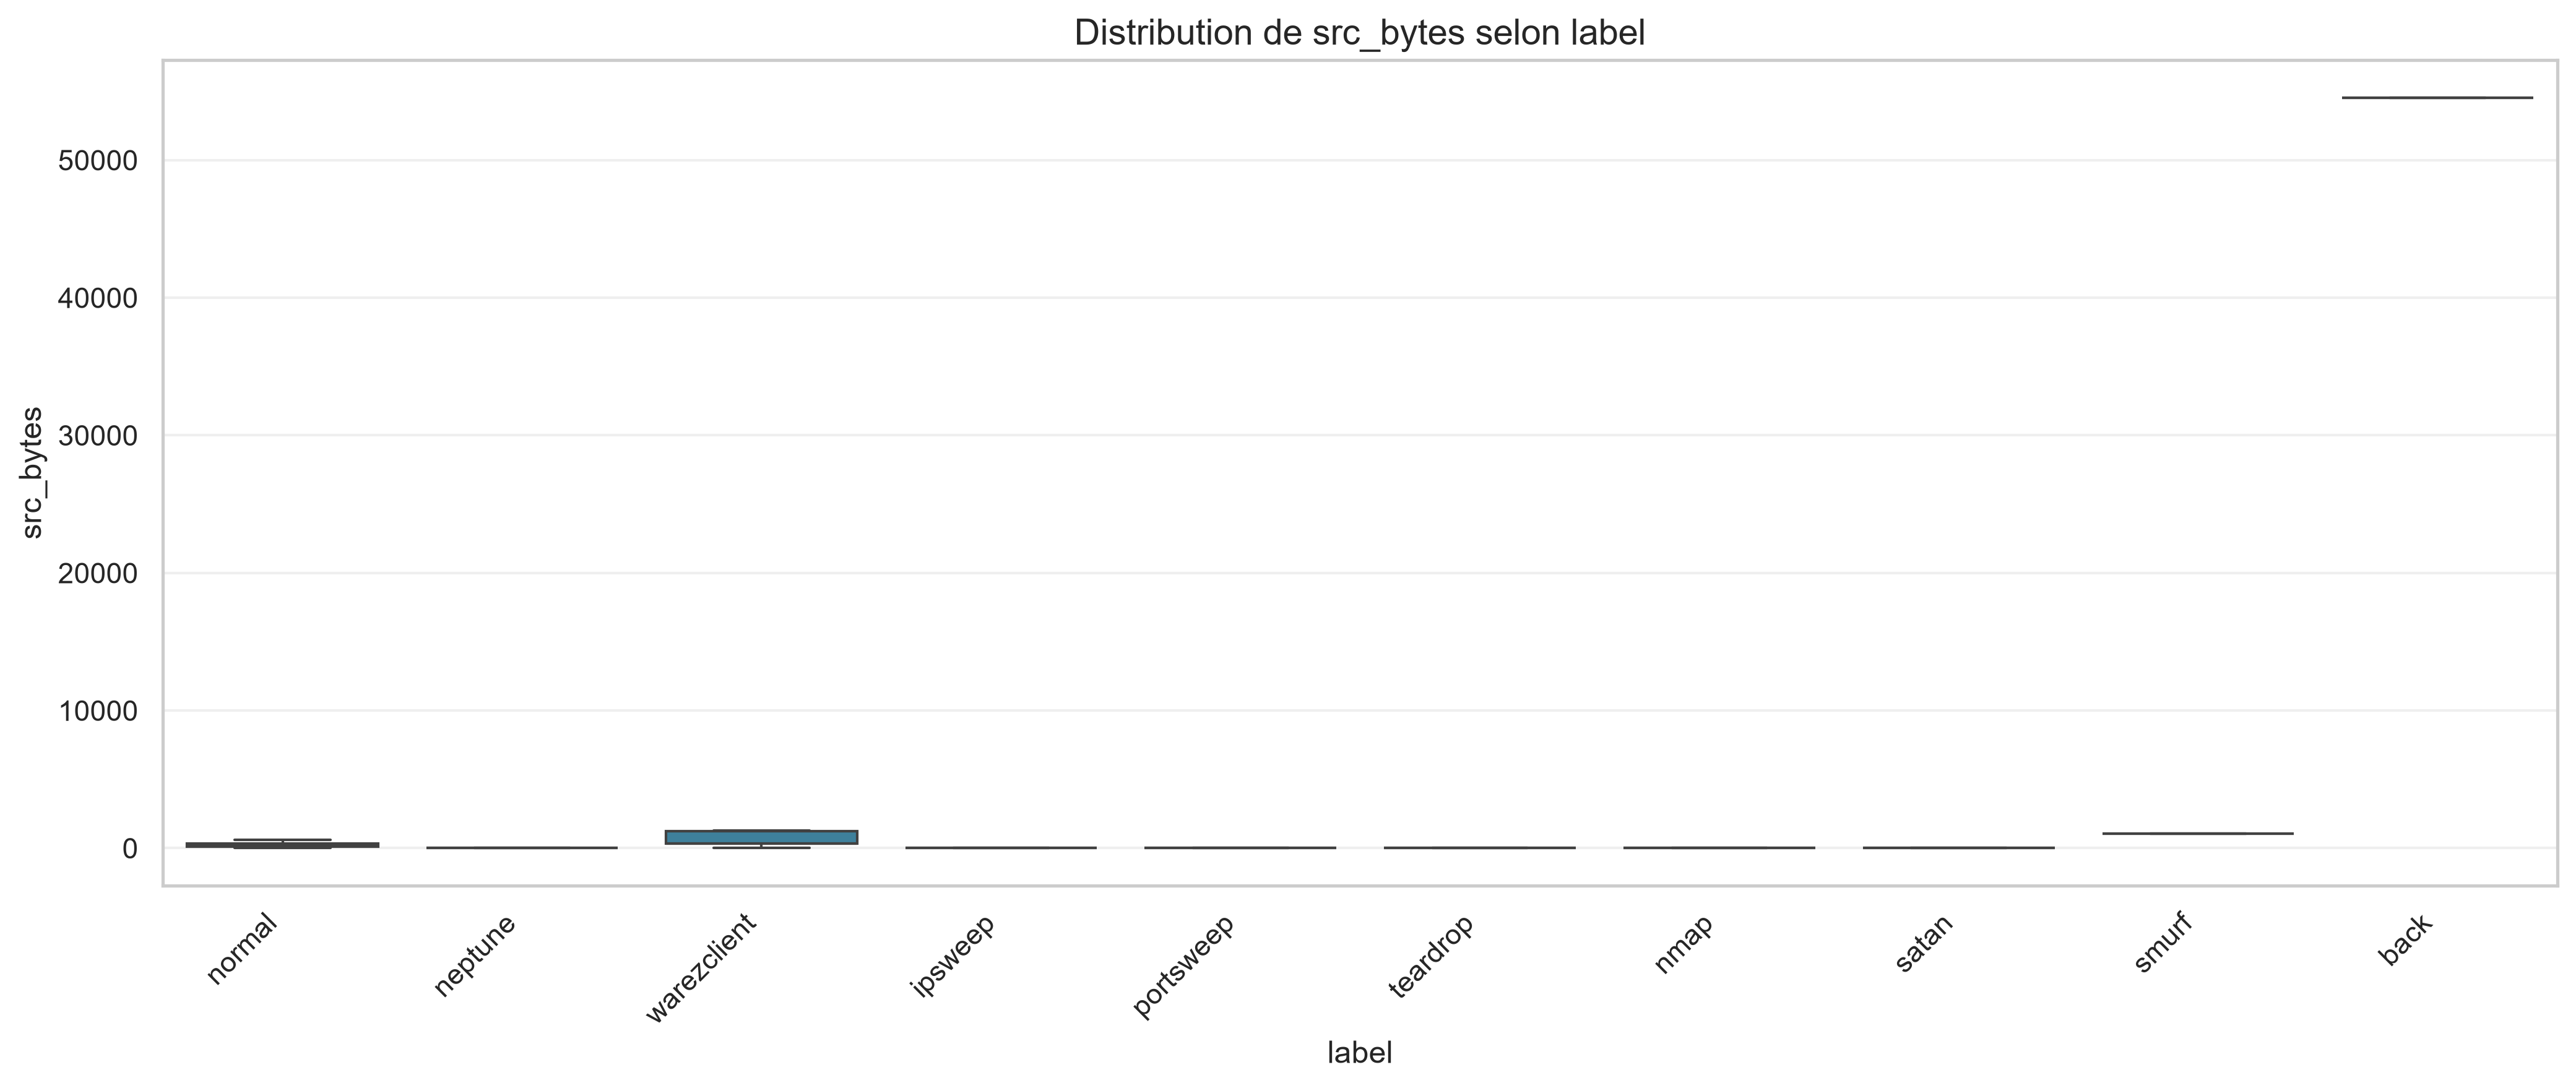 Distribution de src_bytes selon label
src_bytes
50000
40000
30000
20000
10000
0
normal
neptune
warezclient
ipsweep
portsweep
teardrop
nmap
satan
smurf
back
label